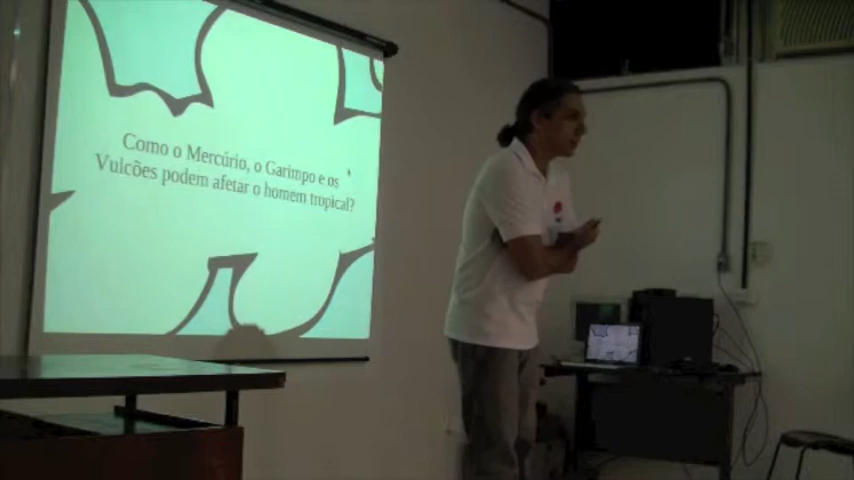 Como o Mercúrio, o Garimpo e os
Vulcões podem afetar o homem tropical?